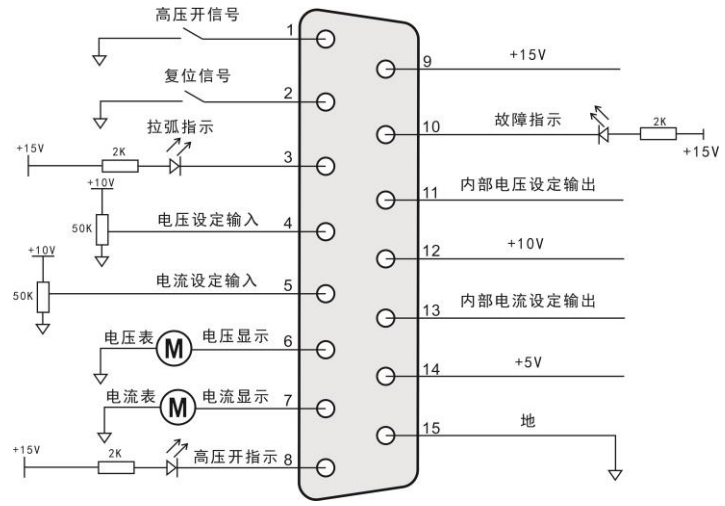 高压开信号
1
复位信号
2
拉弧指示
+15V
2K
3
+10V
50K
电压设定输入
4
+10V
50K
电流设定输入
5
电压表
M
电压显示
6
电流表
M
电流显示
7
+15V
2K
高压开指示
8
9
+15V
10
故障指示
2K
+15V
11
内部电压设定输出
12
+10V
13
内部电流设定输出
14
+5V
15
地